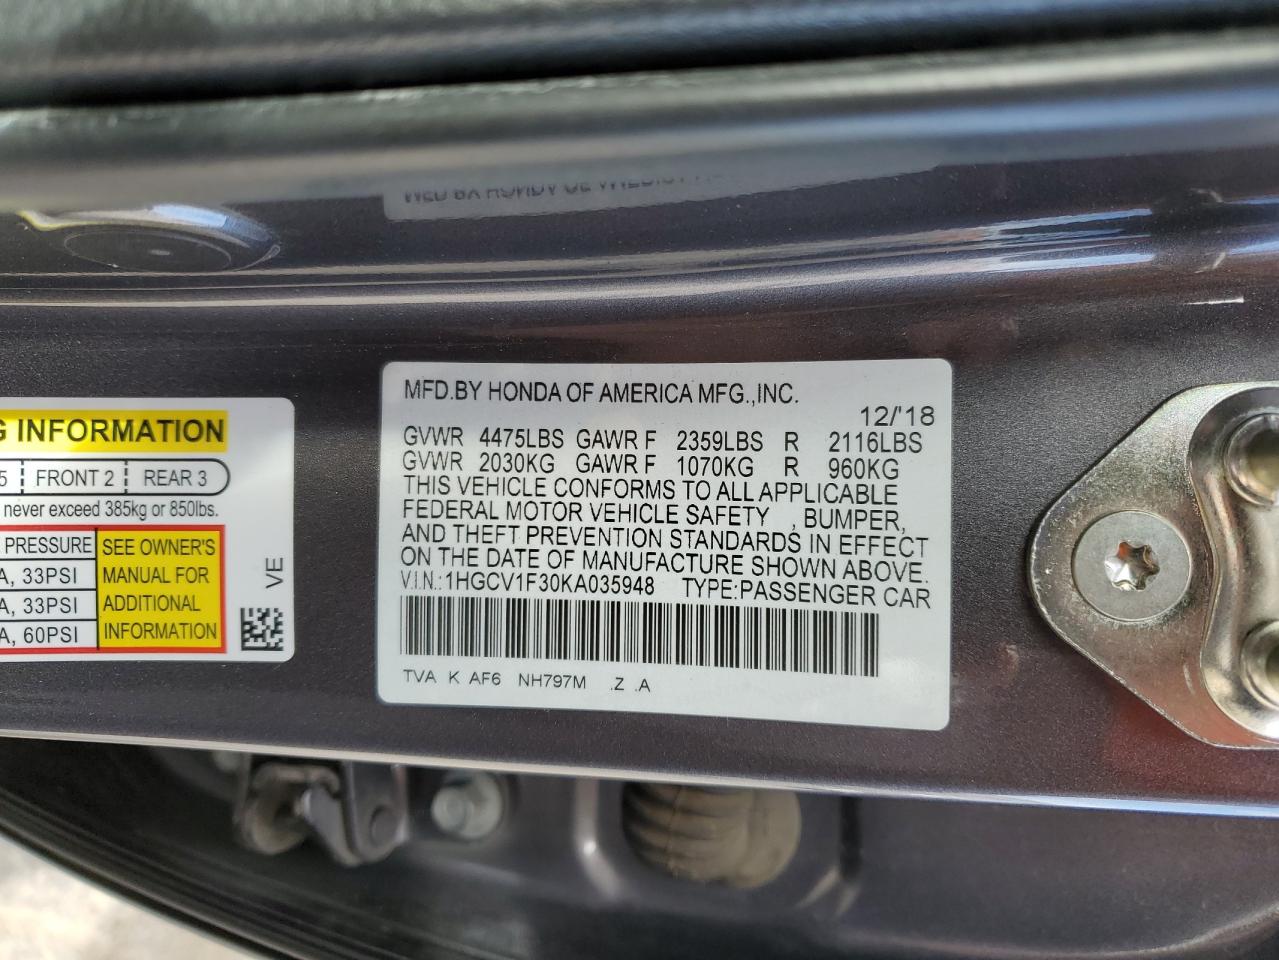 G INFORMATION
5 FRONT 2 REAR 3
never exceed 385kg or 850lbs.
PRESSURE
A, 33PSI
A, 33PSI
A, 60PSI
SEE OWNER'S
MANUAL FOR
ADDITIONAL
INFORMATION
VE
MFD.BY HONDA OF AMERICA MFG.,INC.
12/'18
GVWR 4475LBS GAWR F 2359LBS R 2116LBS
GVWR 2030KG GAWR F 1070KG R 960KG
THIS VEHICLE CONFORMS TO ALL APPLICABLE
FEDERAL MOTOR VEHICLE SAFETY , BUMPER,
AND THEFT PREVENTION STANDARDS IN EFFECT
ON THE DATE OF MANUFACTURE SHOWN ABOVE.
V I N.:1HGCV1F30KA035948 TYPE:PASSENGER CAR
TVA K AF6 NH797M .Z .A